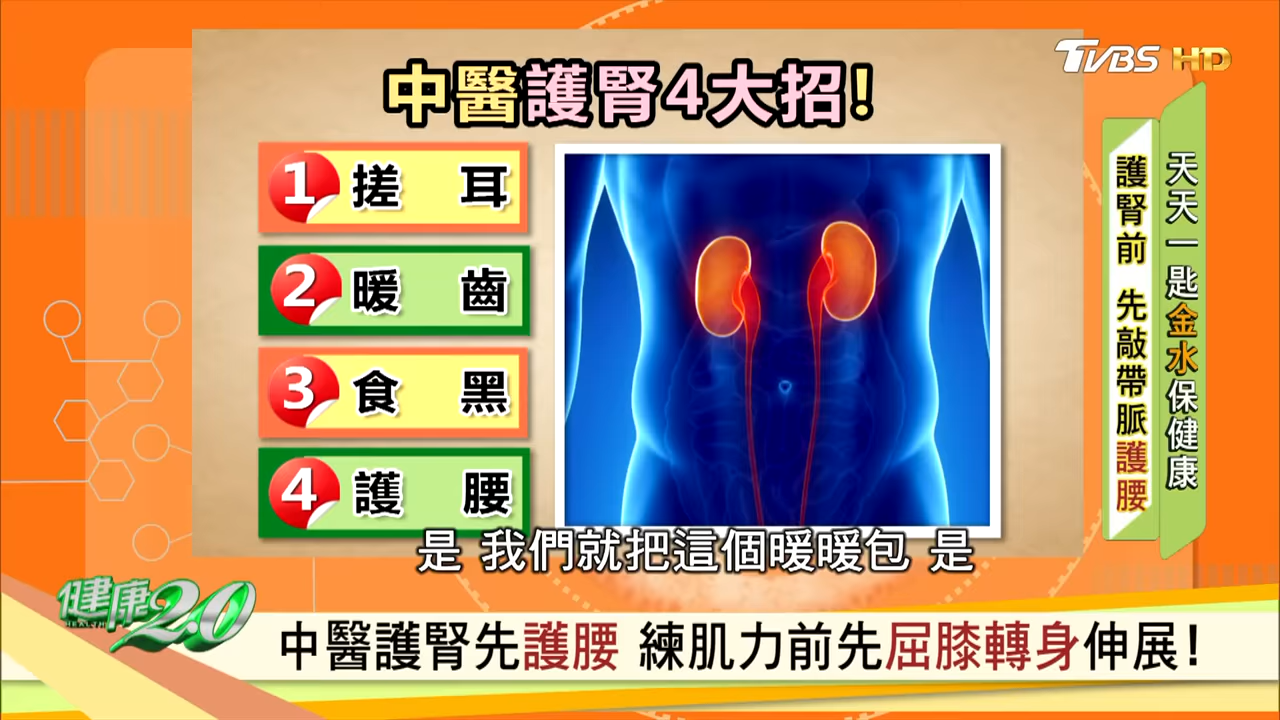 中醫護腎4大招!
TVBS HD
1 搓 耳
2 暖 齒
3 食 黑
4 護 腰
天天一匙金水保健康
護腎前 先敲帶脈護腰
是 我們就把這個暖暖包 是
健康2.0
HEALTH
中醫護腎先護腰 練肌力前先屈膝轉身伸展!